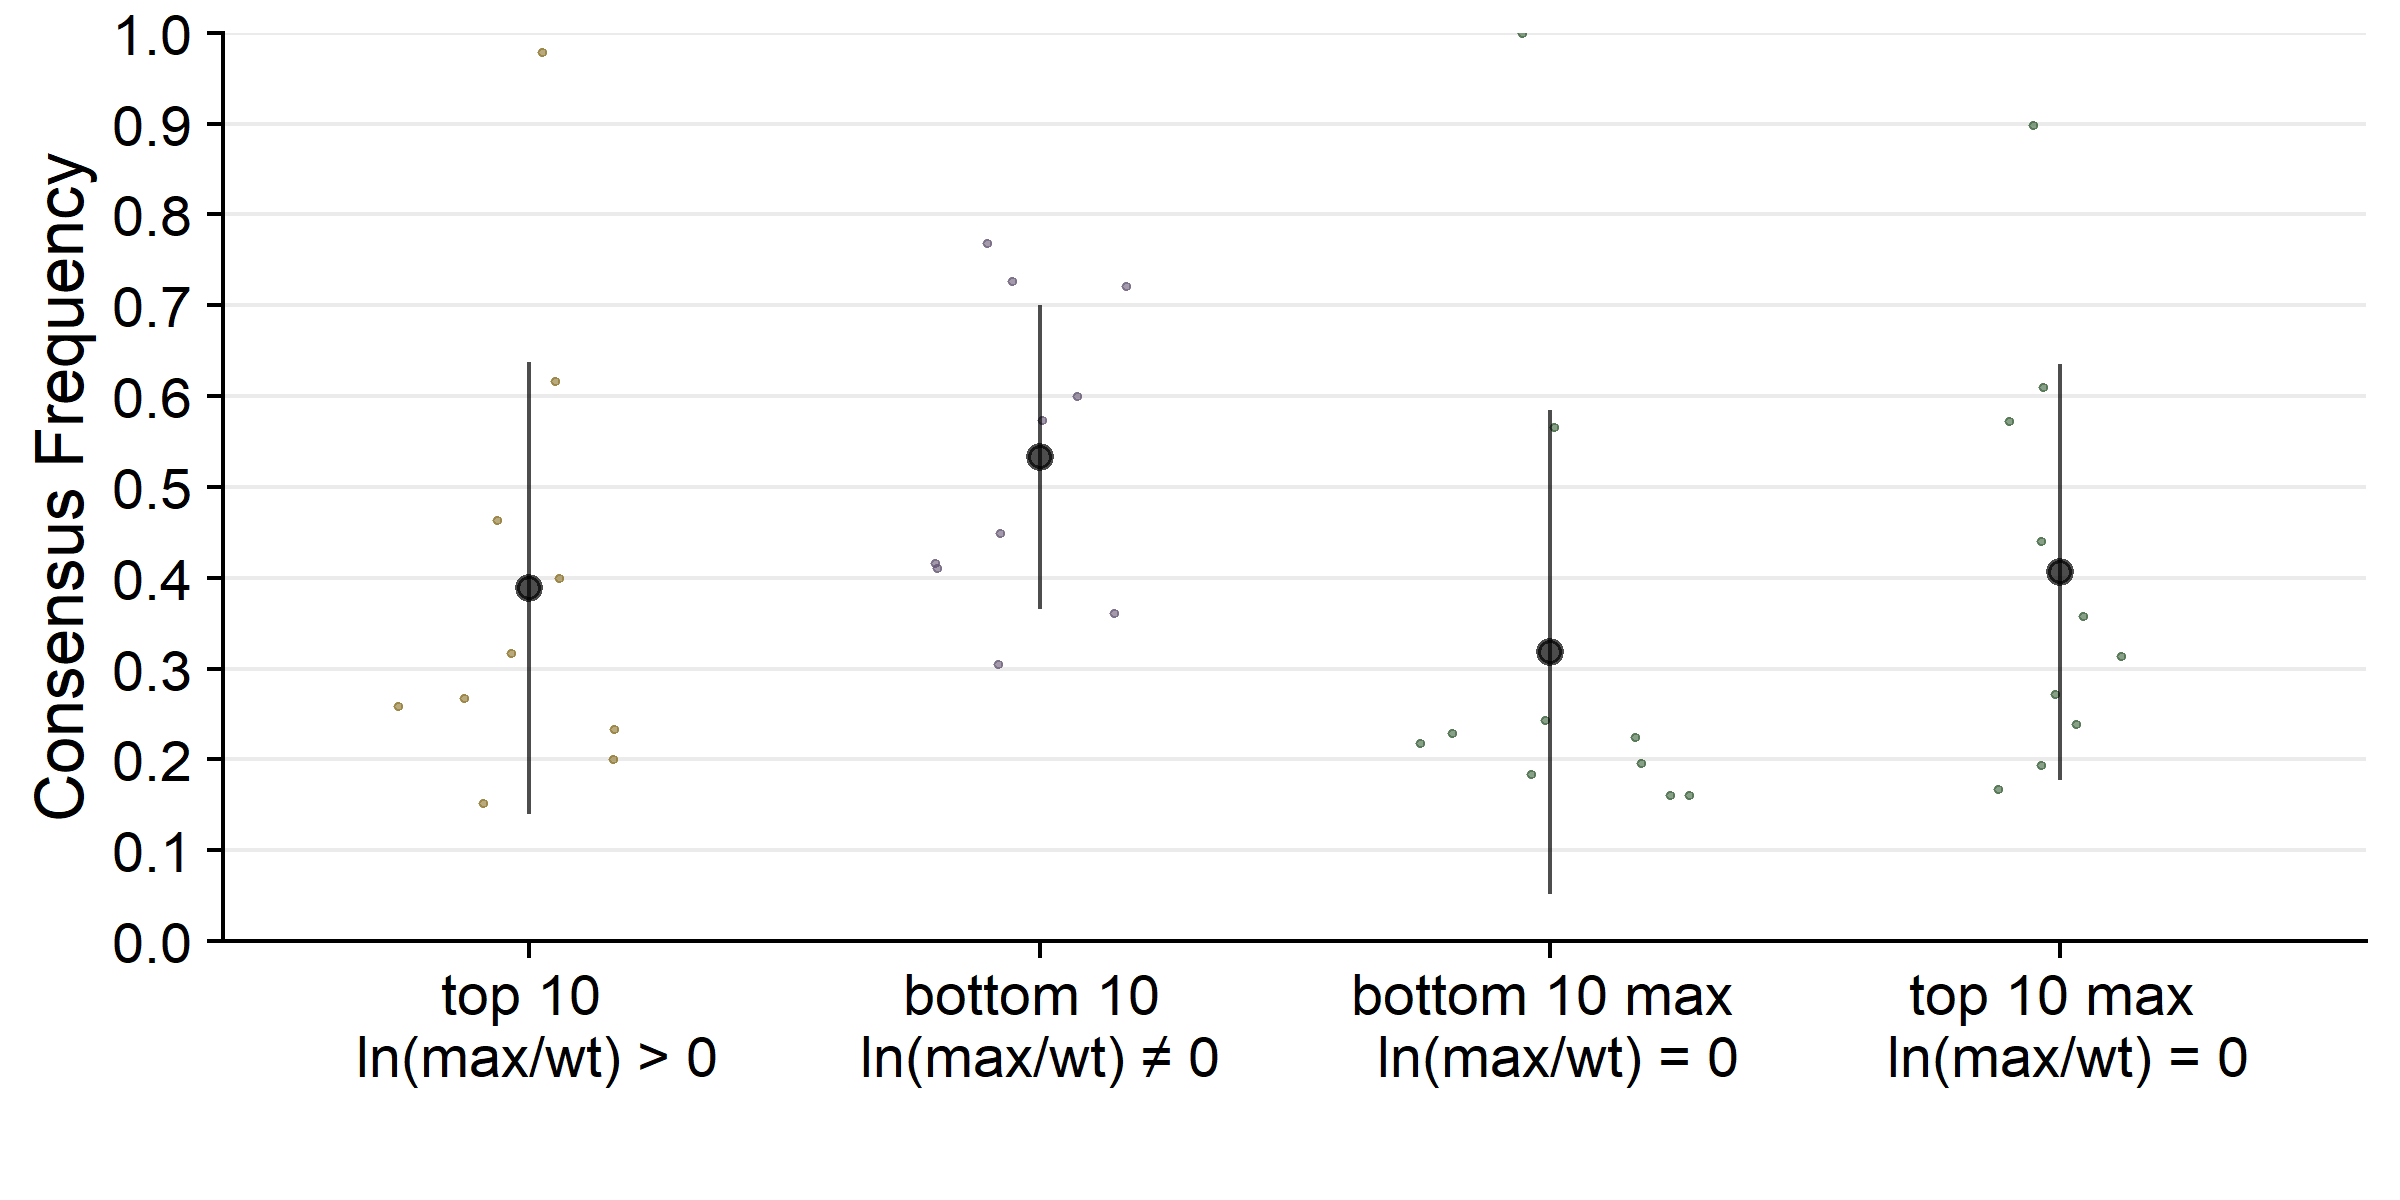 Consensus Frequency
1.0
0.9
0.8
0.7
0.6
0.5
0.4
0.3
0.2
0.1
0.0
top 10
ln(max/wt) > 0
bottom 10
ln(max/wt) ≠ 0
bottom 10 max
ln(max/wt) = 0
top 10 max
ln(max/wt) = 0